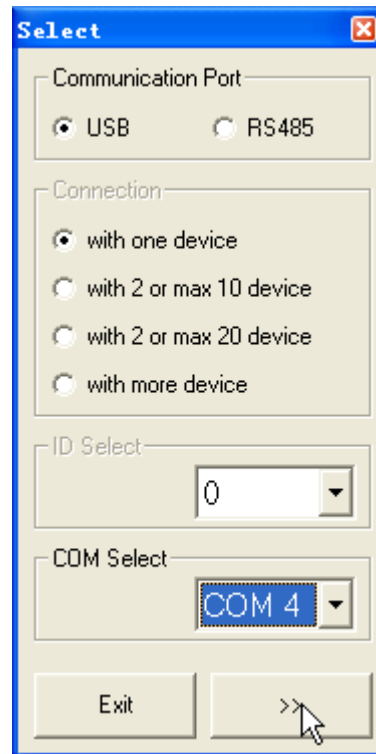 Select
Communication Port
USB RS485
Connection
with one device
with 2 or max 10 device
with 2 or max 20 device
with more device
ID Select
0
COM Select
COM 4
Exit >>